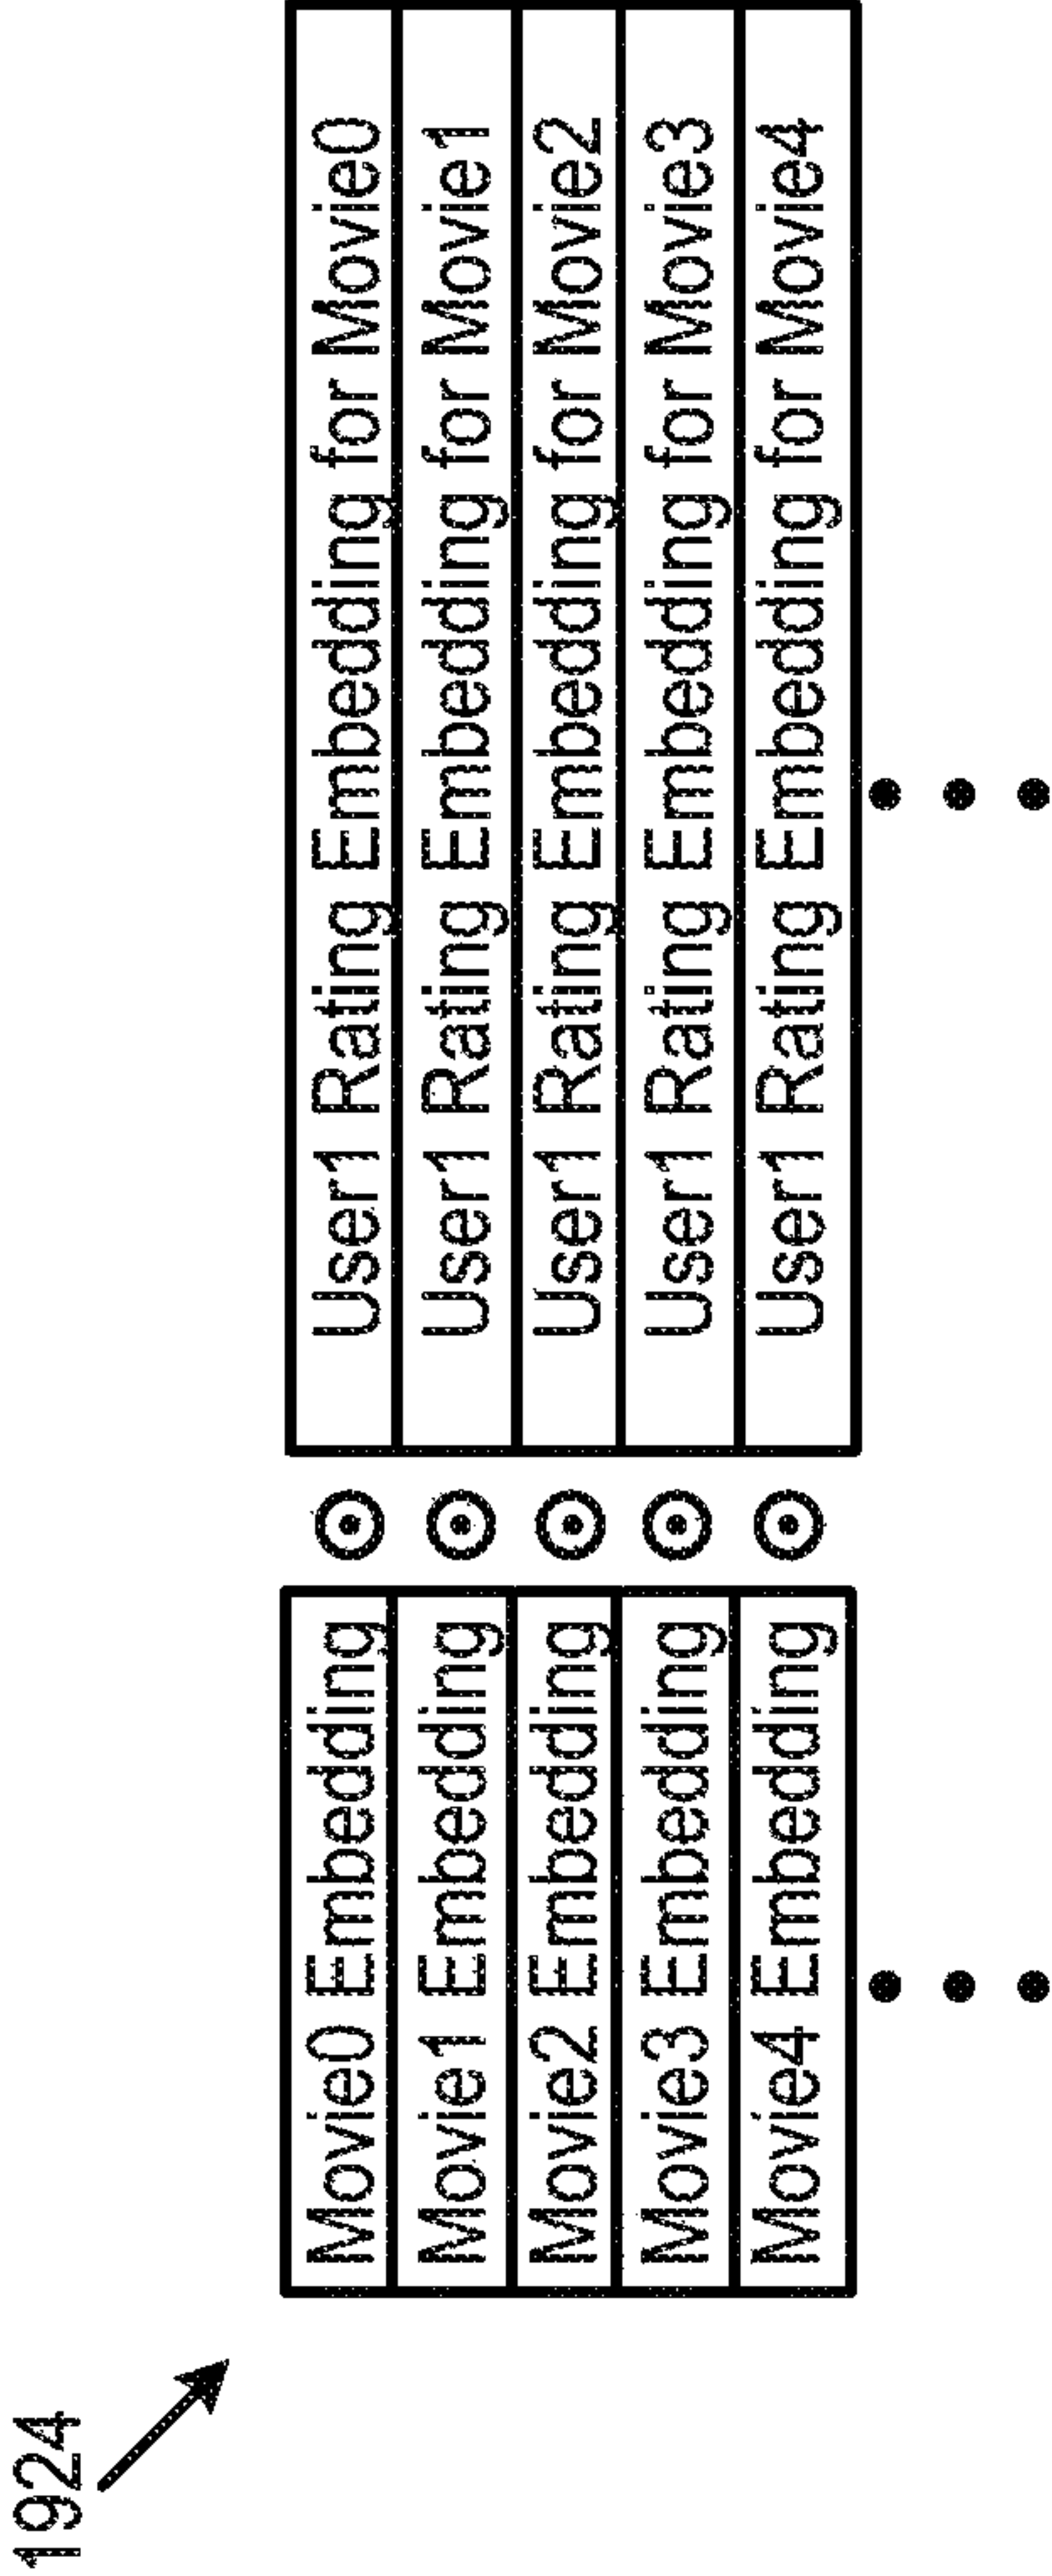 1924
Movie0 Embedding ⊙ User1 Rating Embedding for Movie0
Movie1 Embedding ⊙ User1 Rating Embedding for Movie1
Movie2 Embedding ⊙ User1 Rating Embedding for Movie2
Movie3 Embedding ⊙ User1 Rating Embedding for Movie3
Movie4 Embedding ⊙ User1 Rating Embedding for Movie4